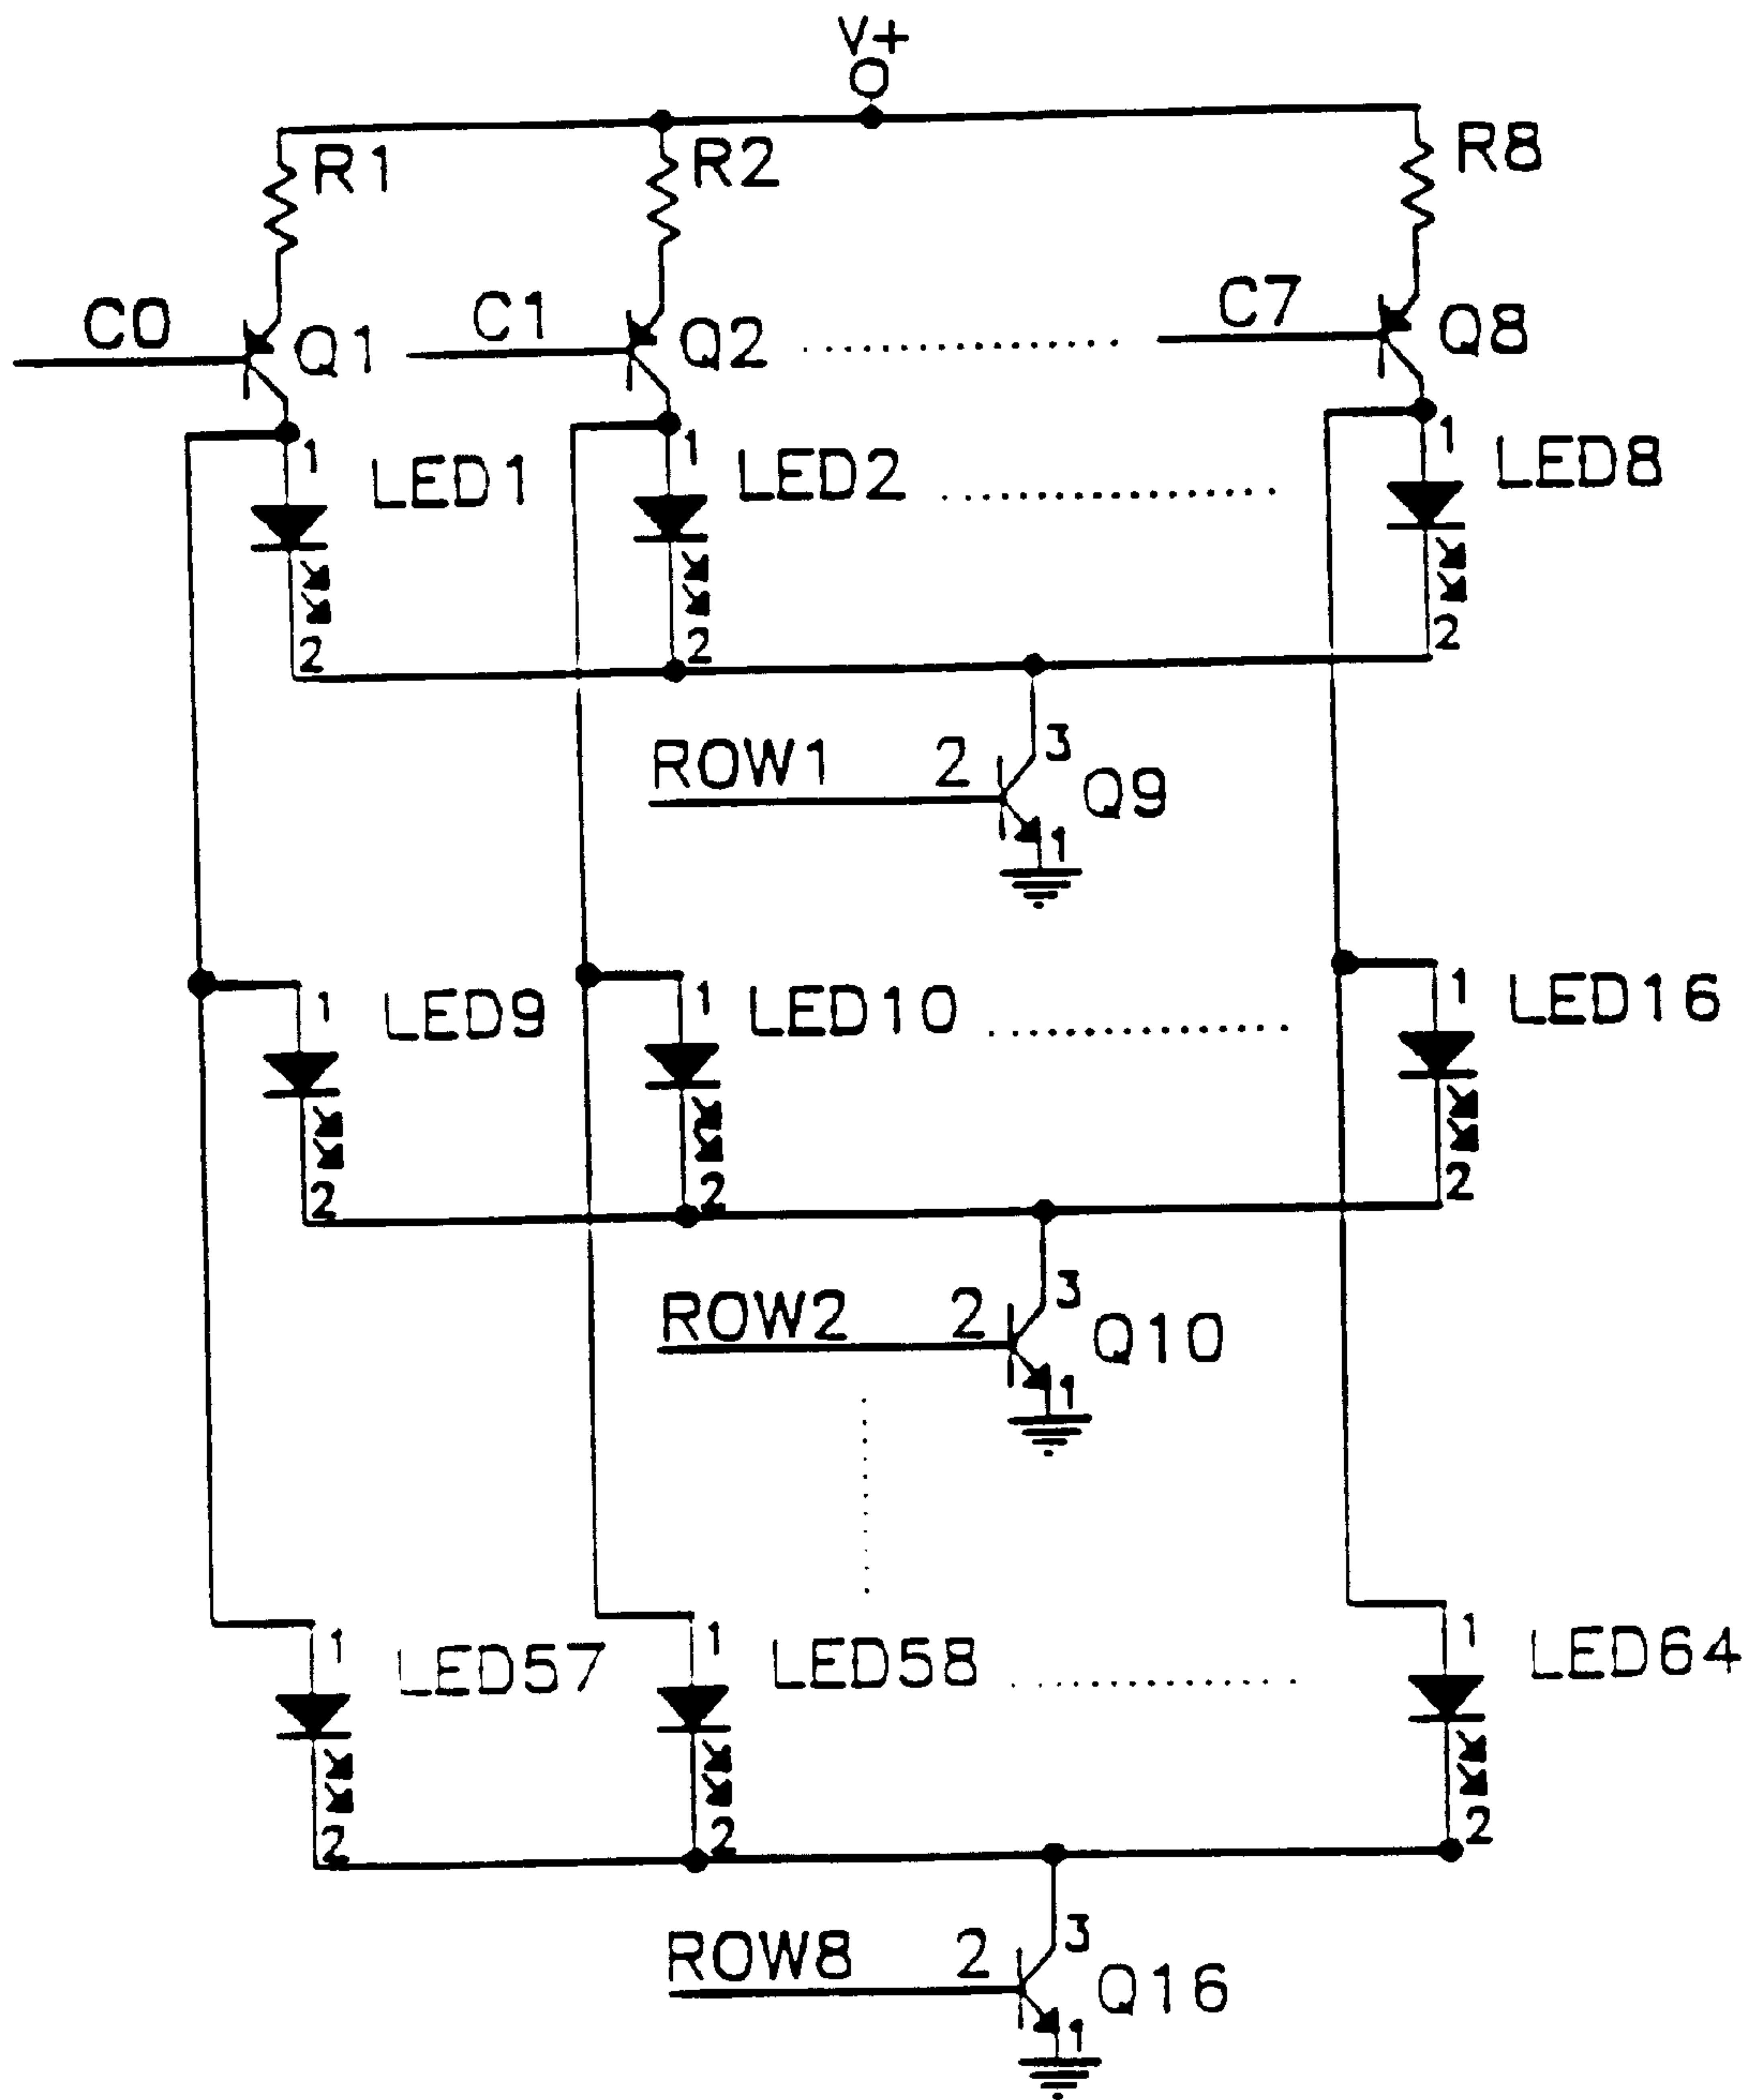 V+
R1 R2 R8
C0 Q1 C1 Q2 C7 Q8
1 LED1 1 LED2 1 LED8
2 2 2
ROW1 2 3 Q9
1
1 LED9 1 LED10 1 LED16
2 2 2
ROW2 2 3 Q10
1
1 LED57 1 LED58 1 LED64
2 2 2
ROW8 2 3 Q16
1